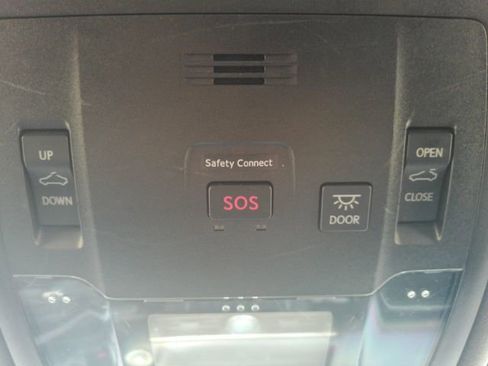 UP
DOWN
Safety Connect
SOS
DOOR
OPEN
CLOSE